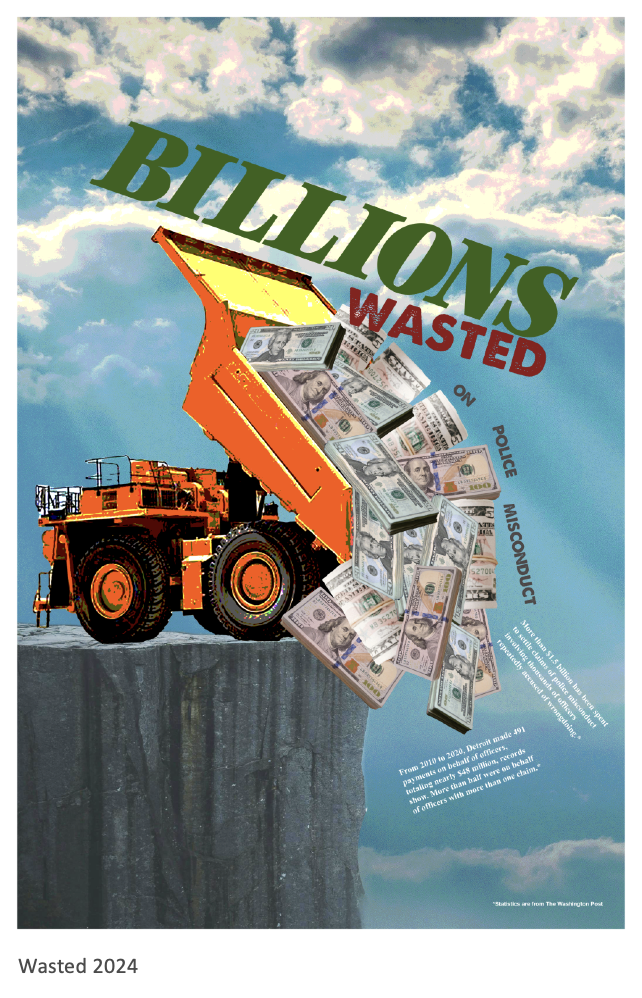 BILLIONS
WASTED
ON
POLICE
MISCONDUCT
More than $1.5 billion has been spent
to settle claims of police misconduct
involving thousands of officers
repeatedly accused of wrongdoing.*
From 2010 to 2020, Detroit made 491
payments on behalf of officers,
totaling nearly $48 million, records
show. More than half were no behalf
of officers with more than one claim.*
*Statistics are from The Washington Post
Wasted 2024